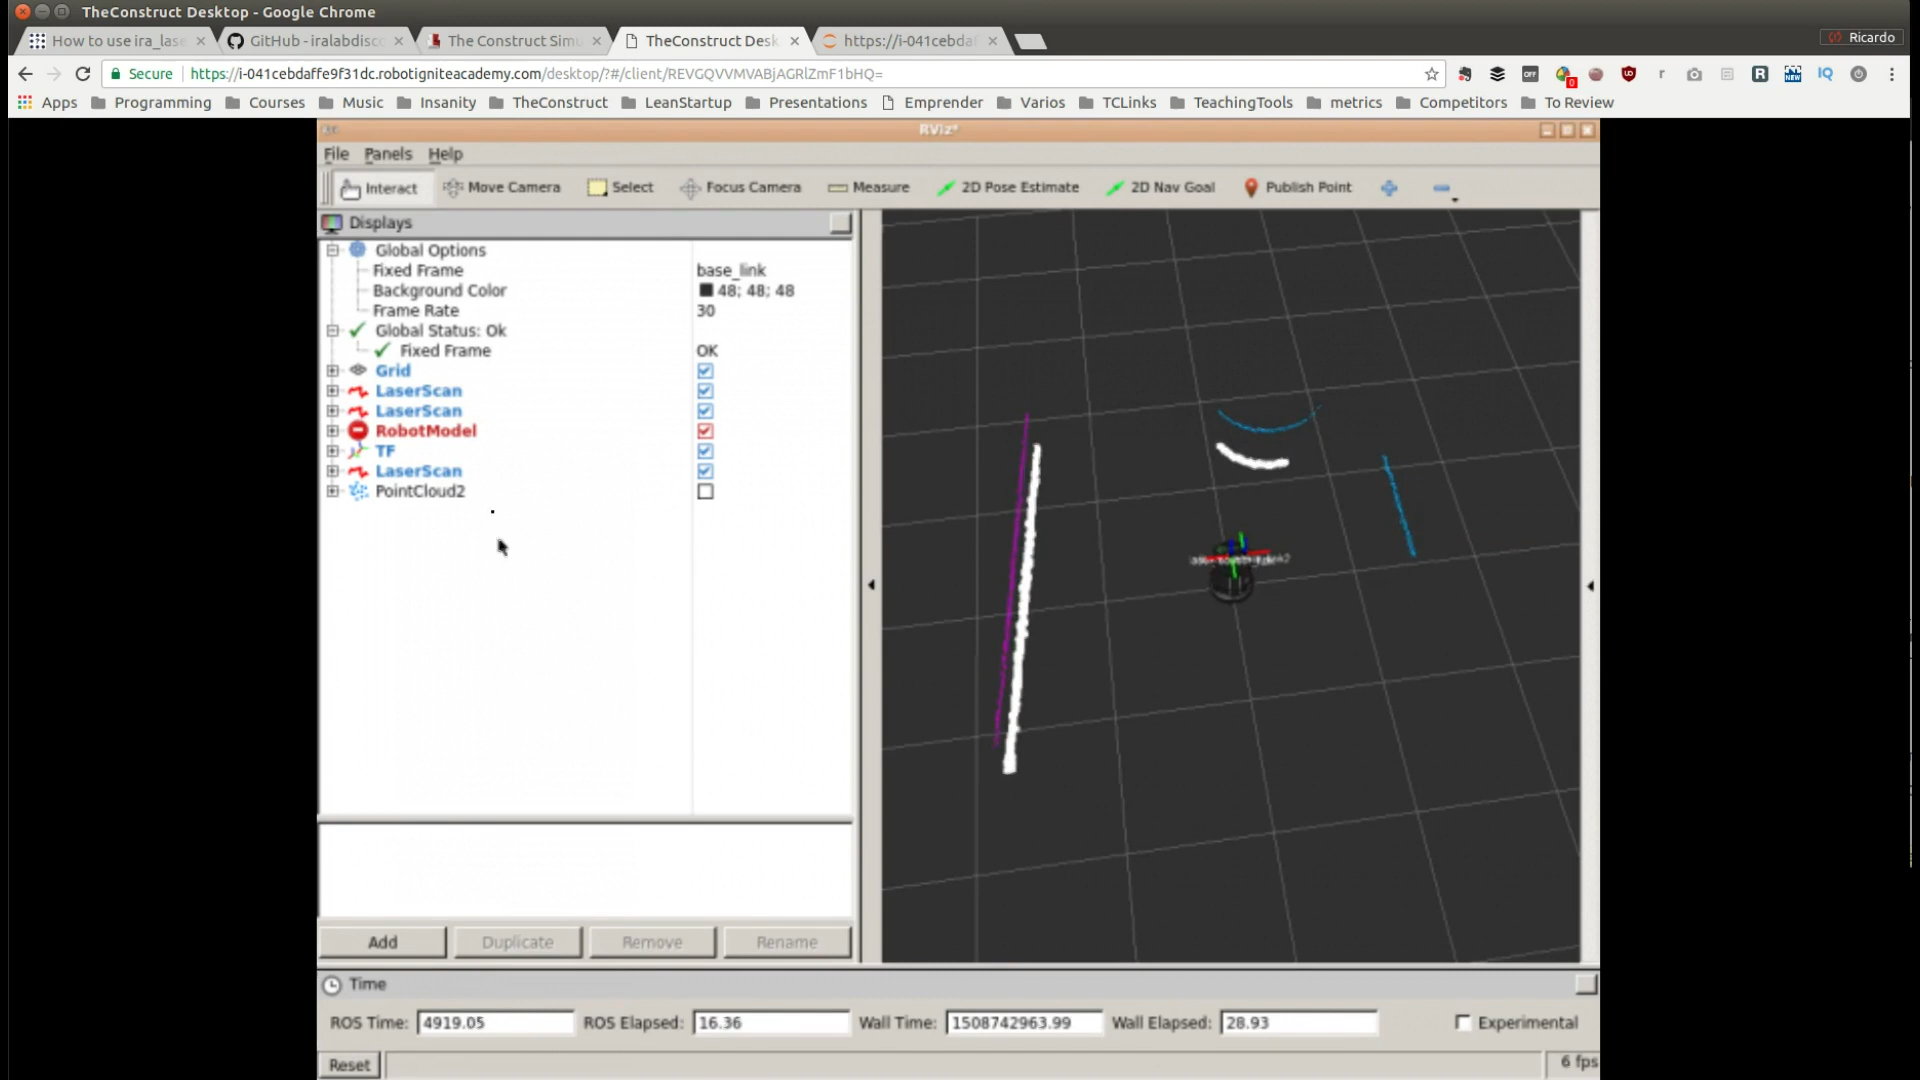 TheConstruct Desktop - Google Chrome
How to use ira_lase
GitHub - iralabdisco
The Construct Simu
TheConstruct Desk
https://i-041cebdaf
Ricardo
Secure
https://i-041cebdaffe9f31dc.robotigniteacademy.com/desktop/?#/client/REVGQVVMVABjAGRlZmF1bHQ=
Apps Programming Courses Music Insanity TheConstruct LeanStartup Presentations Emprender Varios TCLinks TeachingTools metrics Competitors To Review
RViz*
File Panels Help
Interact Move Camera Select Focus Camera Measure 2D Pose Estimate 2D Nav Goal Publish Point
Displays
Global Options
Fixed Frame base_link
Background Color 48; 48; 48
Frame Rate 30
Global Status: Ok
Fixed Frame OK
Grid
LaserScan
LaserScan
RobotModel
TF
LaserScan
PointCloud2
Add Duplicate Remove Rename
Time
ROS Time: 4919.05 ROS Elapsed: 16.36 Wall Time: 1508742963.99 Wall Elapsed: 28.93 Experimental
Reset
6 fps